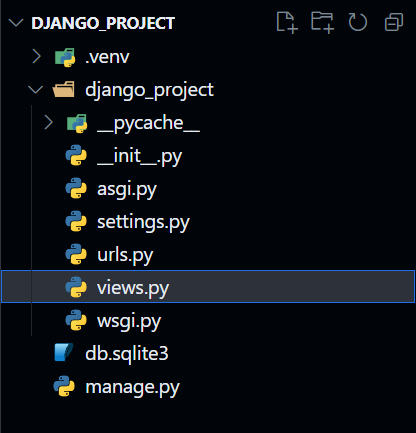 DJANGO_PROJECT
.venv
django_project
__pycache__
__init__.py
asgi.py
settings.py
urls.py
views.py
wsgi.py
db.sqlite3
manage.py